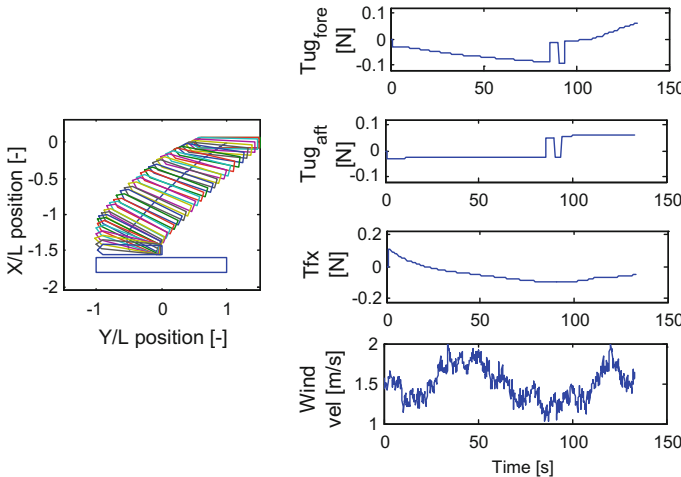 X/L position [-]
0
-0.5
-1
-1.5
-2
-1 0 1
Y/L position [-]
Tug_fore [N]
0.1
0
-0.1
0 50 100 150
Tug_aft [N]
0.1
0
-0.1
0 50 100 150
Tfx [N]
0.2
0
-0.2
0 50 100 150
Wind vel [m/s]
2
1.5
1
0 50 100 150
Time [s]